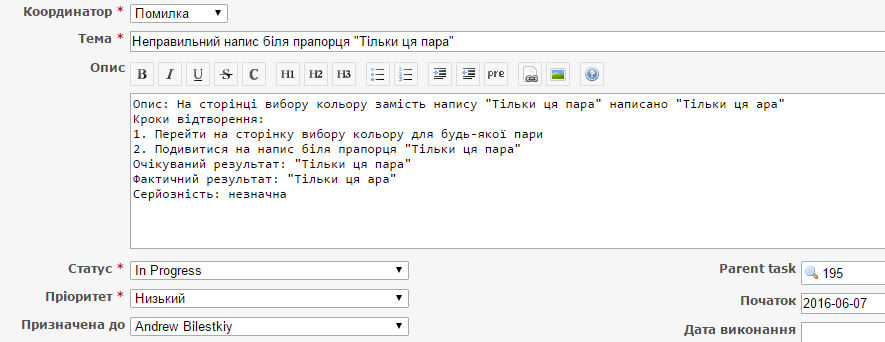 Координатор * Помилка
Тема * Неправильний напис біля прапорця "Тільки ця пара"
Опис B I U S C H1 H2 H3 pre
Опис: На сторінці вибору кольору замість напису "Тільки ця пара" написано "Тільки ця ара"
Кроки відтворення:
1. Перейти на сторінку вибору кольору для будь-якої пари
2. Подивитися на напис біля прапорця "Тільки ця пара"
Очікуваний результат: "Тільки ця пара"
Фактичний результат: "Тільки ця ара"
Серйозність: незначна
Статус * In Progress Parent task 195
Пріоритет * Низький Початок 2016-06-07
Призначена до Andrew Bilestkiy Дата виконання